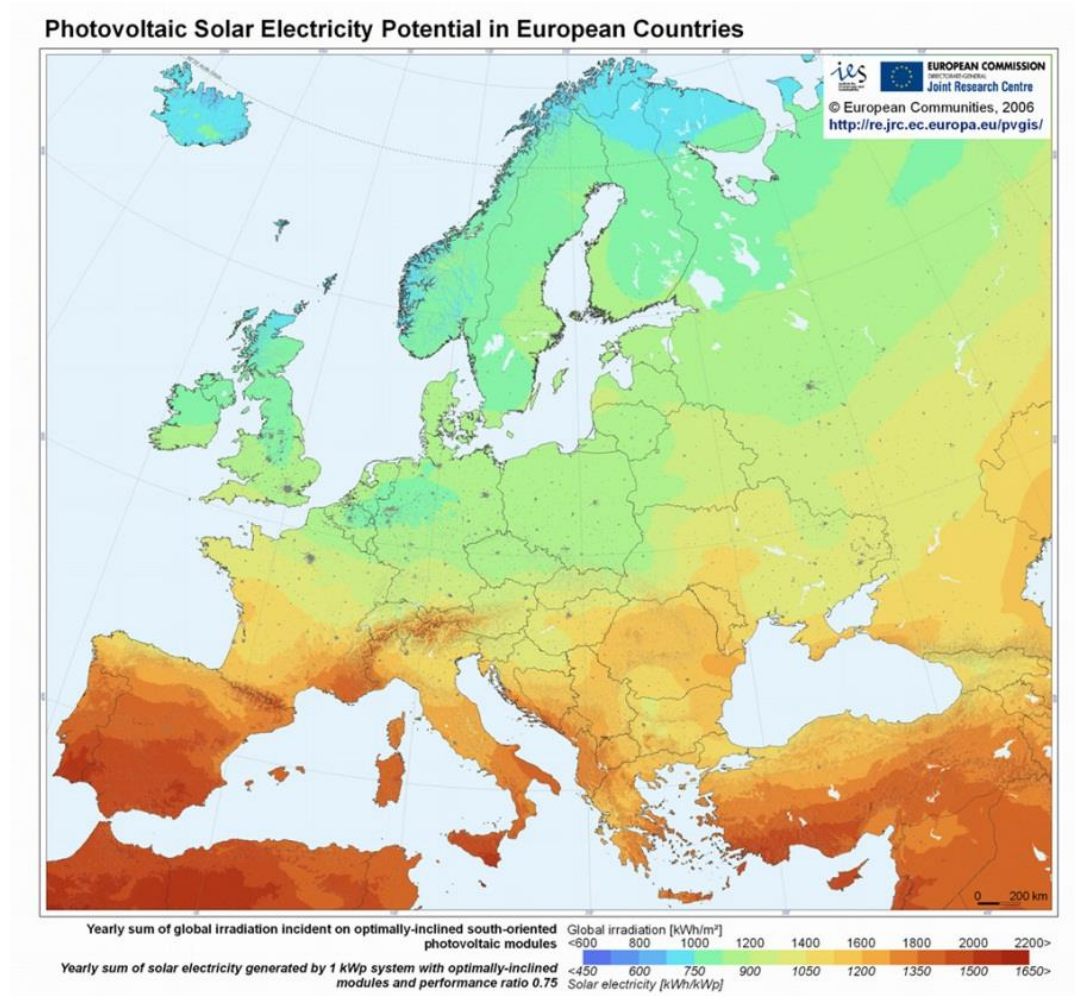 Photovoltaic Solar Electricity Potential in European Countries
ies
EUROPEAN COMMISSION
DIRECTORATE-GENERAL
Joint Research Centre
© European Communities, 2006
http://re.jrc.ec.europa.eu/pvgis/
0 200 km
Yearly sum of global irradiation incident on optimally-inclined south-oriented
photovoltaic modules
Yearly sum of solar electricity generated by 1 kWp system with optimally-inclined
modules and performance ratio 0.75
Global irradiation [kWh/m²]
<600 800 1000 1200 1400 1600 1800 2000 2200>
<450 600 750 900 1050 1200 1350 1500 1650>
Solar electricity [kWh/kWp]